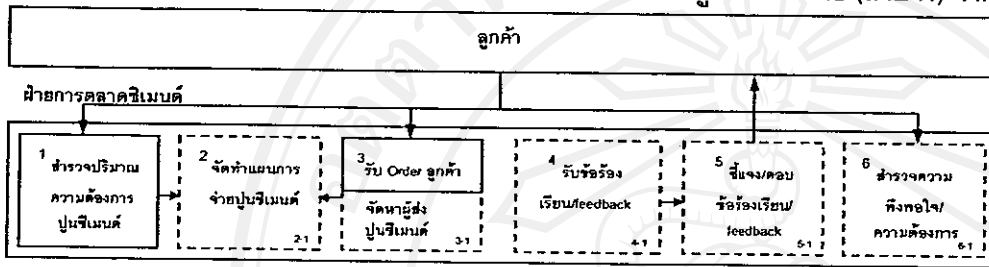 ลูกค้า
ฝ่ายการตลาดซิเมนต์
1
สำรวจปริมาณ
ความต้องการ
ปูนซีเมนต์
2
จัดทำแผนการ
จ่ายปูนซีเมนต์
2-1
3
รับ Order ลูกค้า
จัดหาผู้ส่ง
ปูนซีเมนต์
3-1
4
รับข้อร้อง
เรียน/feedback
4-1
5
ชี้แจง/ตอบ
ข้อร้องเรียน/
feedback
5-1
6
สำรวจความ
พึงพอใจ/
ความต้องการ
6-1